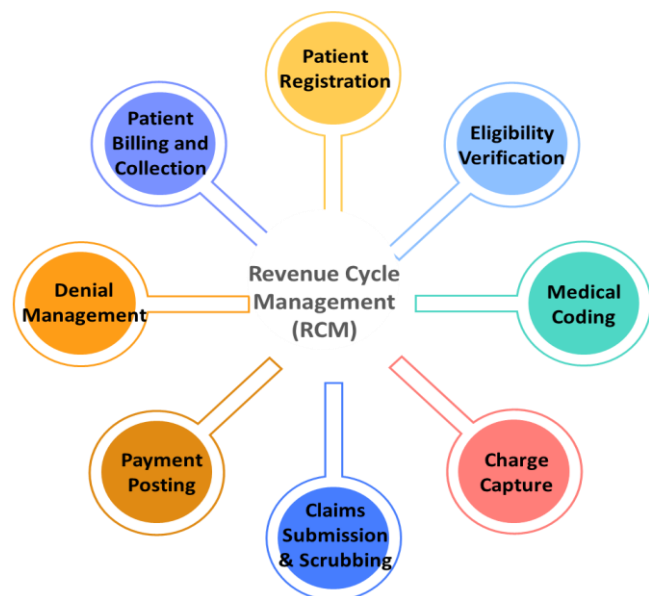 Patient
Registration
Eligibility
Verification
Medical
Coding
Charge
Capture
Claims
Submission
& Scrubbing
Payment
Posting
Denial
Management
Patient
Billing and
Collection
Revenue Cycle
Management
(RCM)